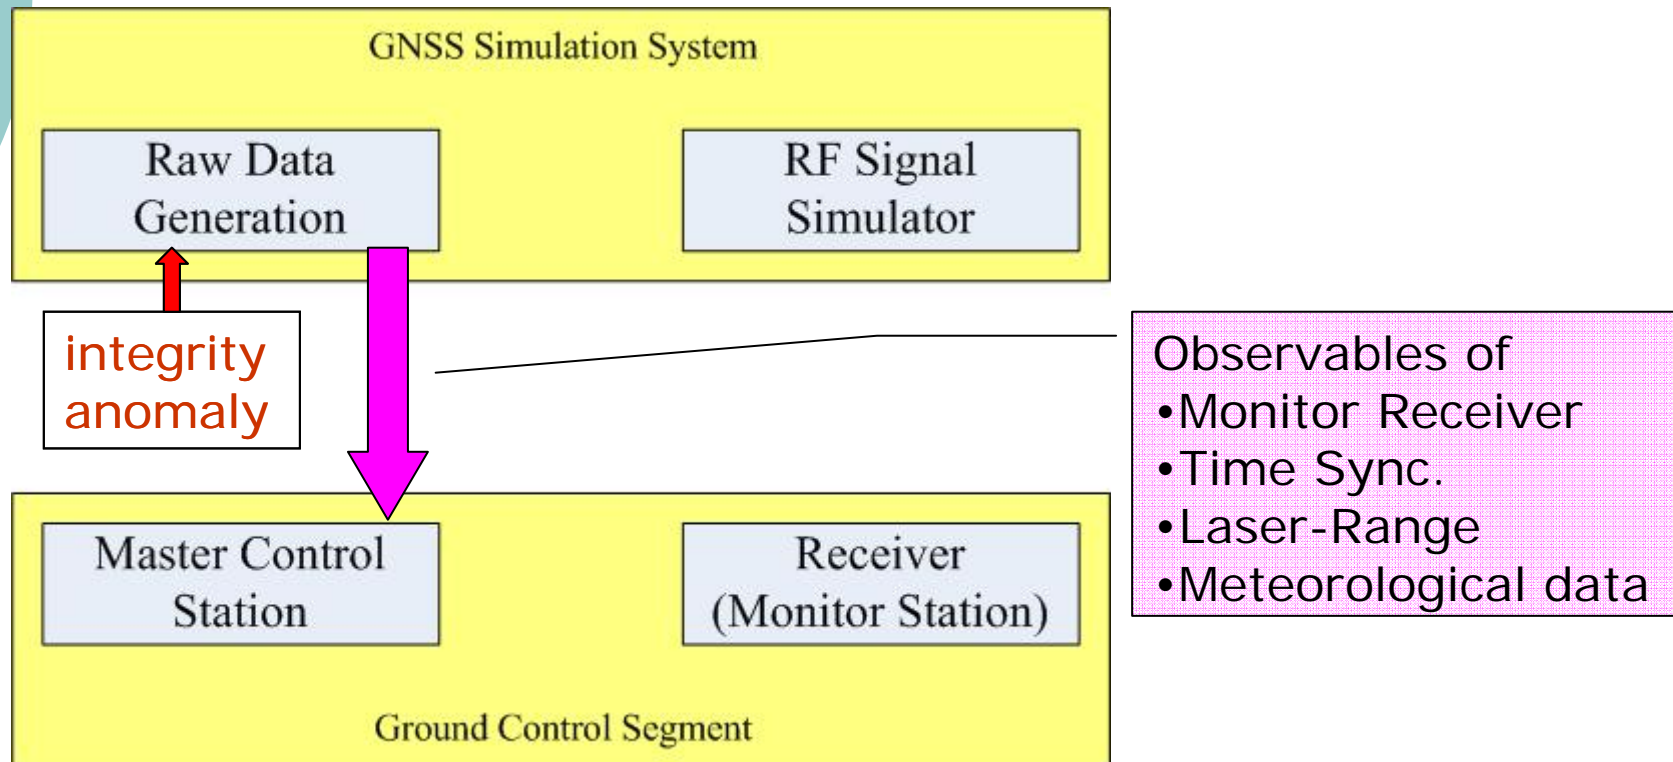 GNSS Simulation System
Raw Data
Generation
RF Signal
Simulator
integrity
anomaly
Observables of
•Monitor Receiver
•Time Sync.
•Laser-Range
•Meteorological data
Master Control
Station
Receiver
(Monitor Station)
Ground Control Segment